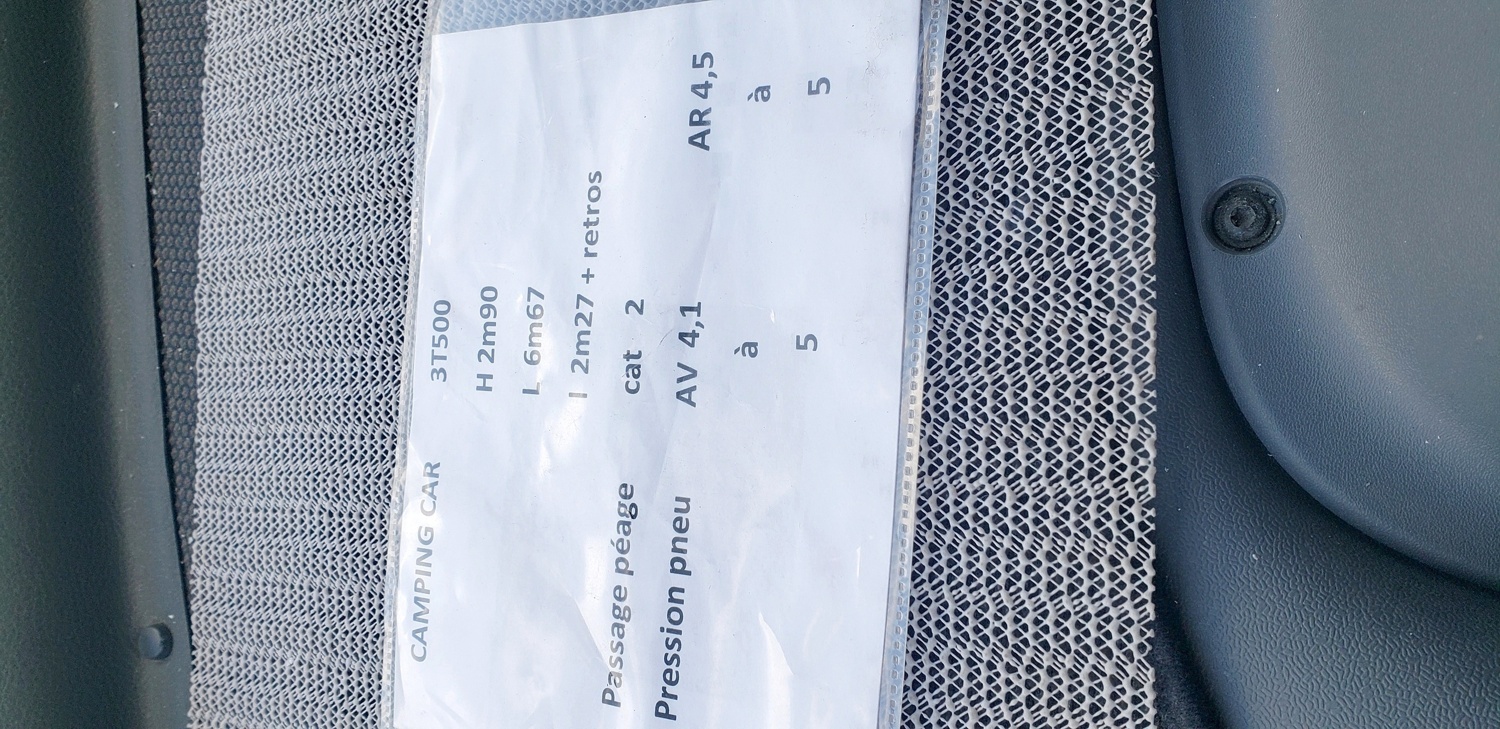 CAMPING CAR 3T500
H 2m90
L 6m67
l 2m27 + retros
Passage péage cat 2
Pression pneu AV 4,1 AR 4,5
à à
5 5